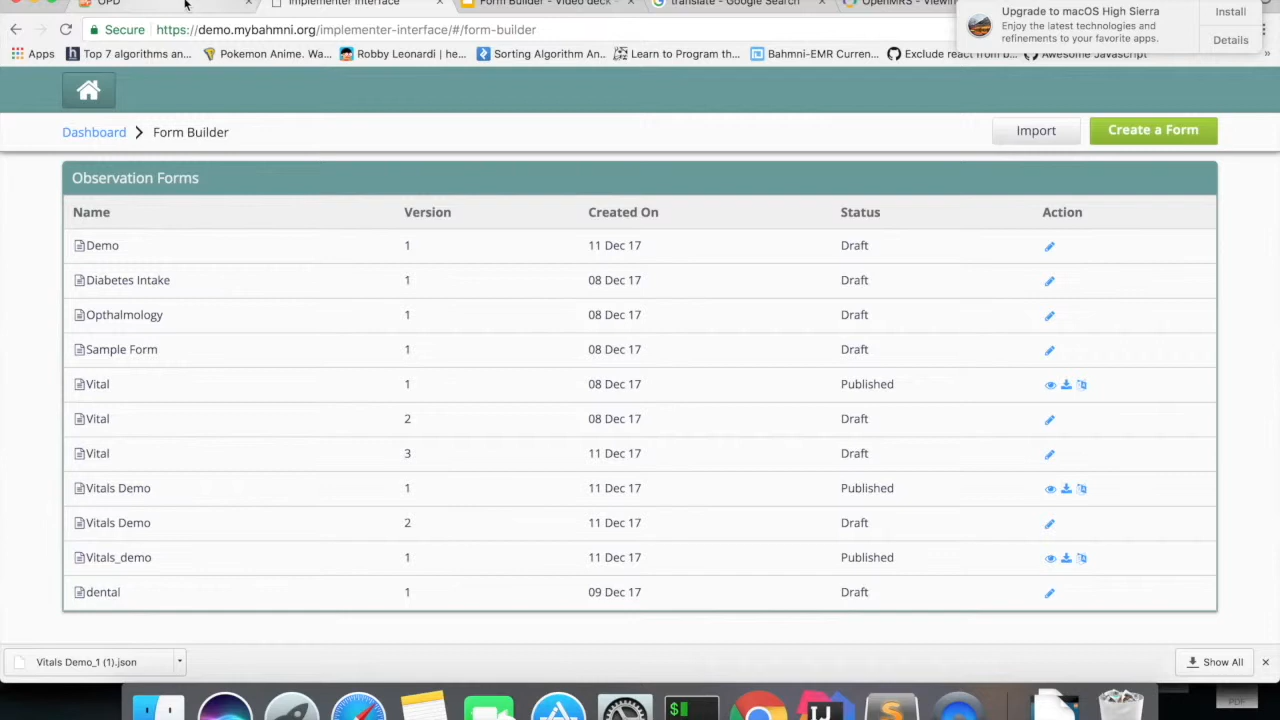 OPD
Implementer Interface
Form Builder - Video deck -
translate - Google Search
OpenMRS - Viewin
Upgrade to macOS High Sierra
Enjoy the latest technologies and
refinements to your favorite apps.
Install
Details
Secure https://demo.mybahmni.org/implementer-interface/#/form-builder
Apps Top 7 algorithms an... Pokemon Anime. Wa... Robby Leonardi | he... Sorting Algorithm An.. Learn to Program th... Bahmni-EMR Curren... Exclude react from b... Awesome Javascript
Dashboard Form Builder Import Create a Form
Observation Forms
Name Version Created On Status Action
Demo 1 11 Dec 17 Draft
Diabetes Intake 1 08 Dec 17 Draft
Opthalmology 1 08 Dec 17 Draft
Sample Form 1 08 Dec 17 Draft
Vital 1 08 Dec 17 Published
Vital 2 08 Dec 17 Draft
Vital 3 11 Dec 17 Draft
Vitals Demo 1 11 Dec 17 Published
Vitals Demo 2 11 Dec 17 Draft
Vitals_demo 1 11 Dec 17 Published
dental 1 09 Dec 17 Draft
Vitals Demo_1 (1).json Show All
$
PDF